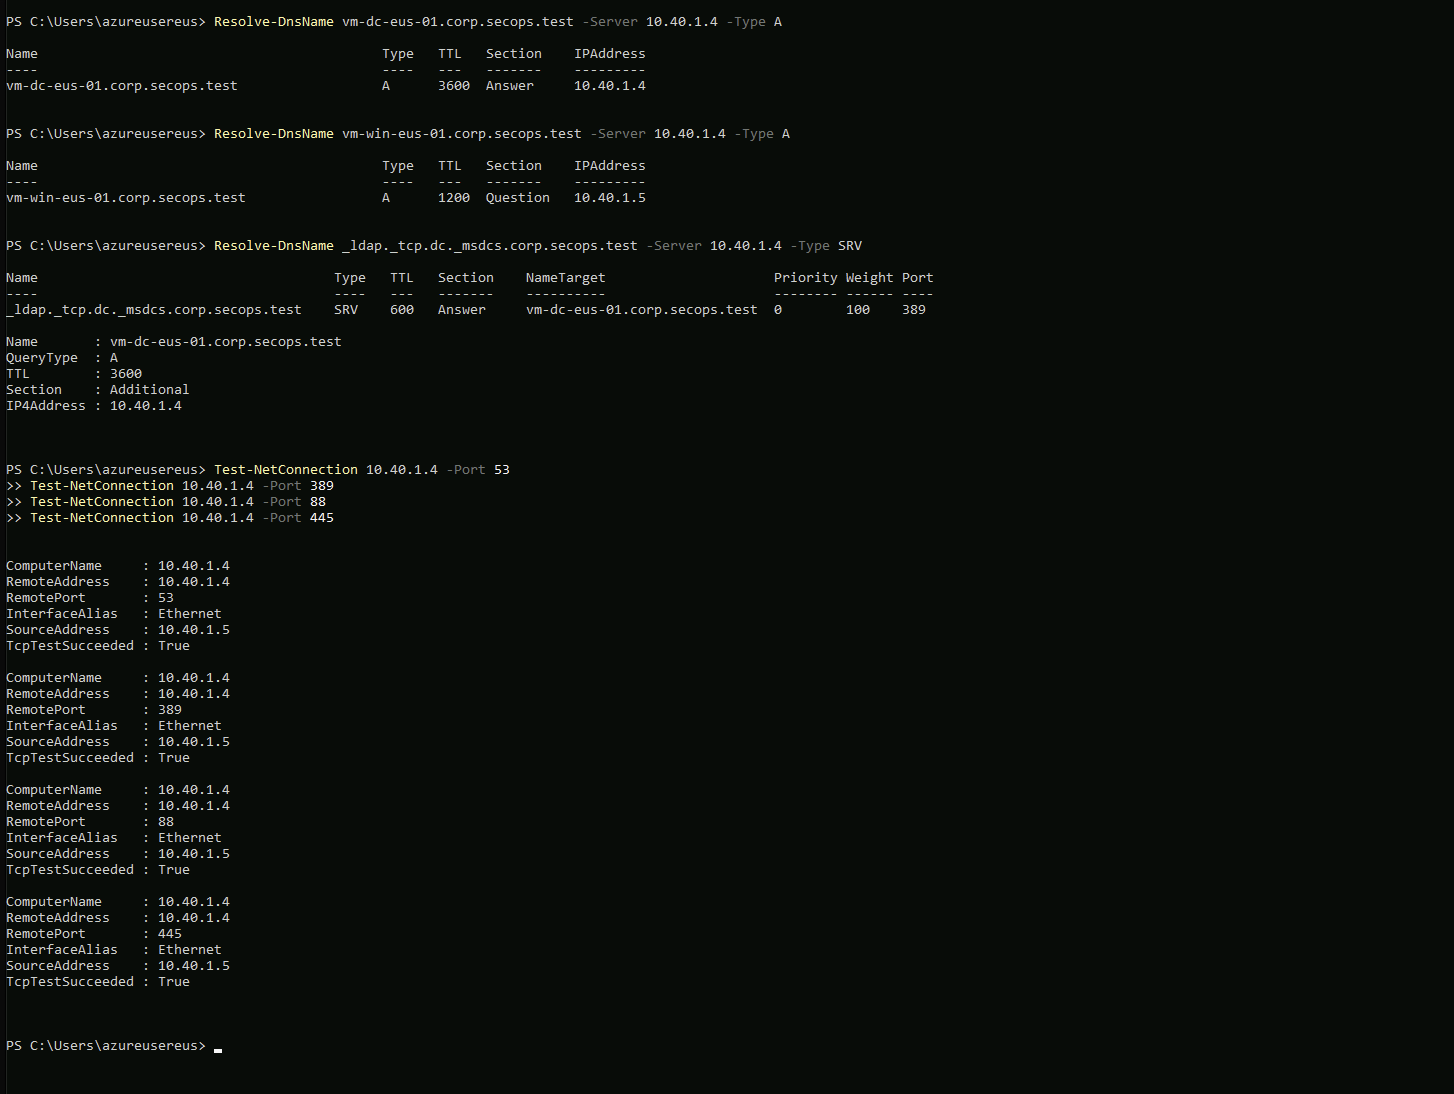 PS C:\Users\azureusereus> Resolve-DnsName vm-dc-eus-01.corp.secops.test -Server 10.40.1.4 -Type A
Name                                           Type   TTL   Section    IPAddress
----                                           ----   ---   -------    ---------
vm-dc-eus-01.corp.secops.test                  A      3600  Answer     10.40.1.4
PS C:\Users\azureusereus> Resolve-DnsName vm-win-eus-01.corp.secops.test -Server 10.40.1.4 -Type A
Name                                           Type   TTL   Section    IPAddress
----                                           ----   ---   -------    ---------
vm-win-eus-01.corp.secops.test                 A      1200  Question   10.40.1.5
PS C:\Users\azureusereus> Resolve-DnsName _ldap._tcp.dc._msdcs.corp.secops.test -Server 10.40.1.4 -Type SRV
Name                                     Type   TTL   Section    NameTarget                     Priority Weight Port
----                                     ----   ---   -------    ----------                     -------- ------ ----
_ldap._tcp.dc._msdcs.corp.secops.test    SRV    600   Answer     vm-dc-eus-01.corp.secops.test  0        100    389
Name       : vm-dc-eus-01.corp.secops.test
QueryType  : A
TTL        : 3600
Section    : Additional
IP4Address : 10.40.1.4
PS C:\Users\azureusereus> Test-NetConnection 10.40.1.4 -Port 53
>> Test-NetConnection 10.40.1.4 -Port 389
>> Test-NetConnection 10.40.1.4 -Port 88
>> Test-NetConnection 10.40.1.4 -Port 445
ComputerName     : 10.40.1.4
RemoteAddress    : 10.40.1.4
RemotePort       : 53
InterfaceAlias   : Ethernet
SourceAddress    : 10.40.1.5
TcpTestSucceeded : True
ComputerName     : 10.40.1.4
RemoteAddress    : 10.40.1.4
RemotePort       : 389
InterfaceAlias   : Ethernet
SourceAddress    : 10.40.1.5
TcpTestSucceeded : True
ComputerName     : 10.40.1.4
RemoteAddress    : 10.40.1.4
RemotePort       : 88
InterfaceAlias   : Ethernet
SourceAddress    : 10.40.1.5
TcpTestSucceeded : True
ComputerName     : 10.40.1.4
RemoteAddress    : 10.40.1.4
RemotePort       : 445
InterfaceAlias   : Ethernet
SourceAddress    : 10.40.1.5
TcpTestSucceeded : True
PS C:\Users\azureusereus>